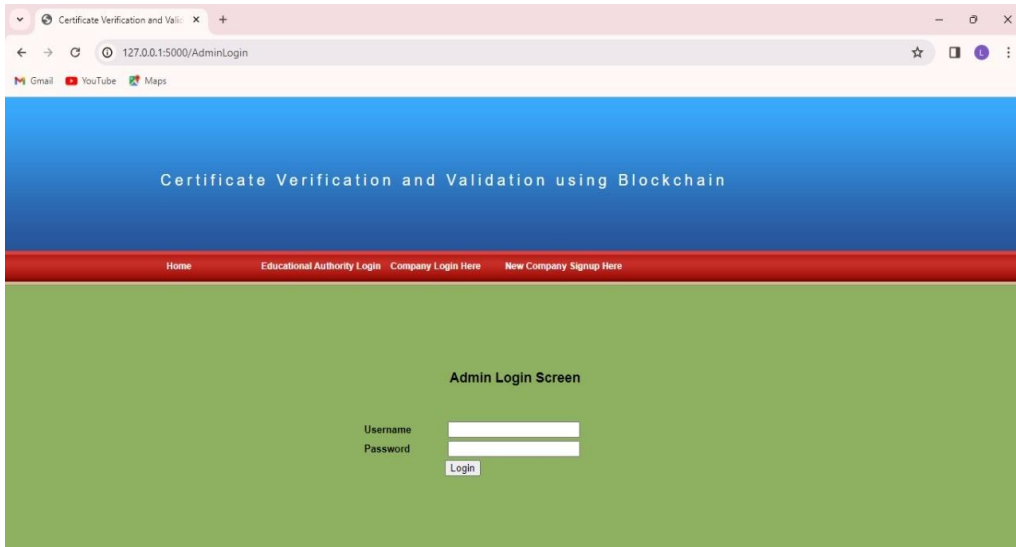 Certificate Verification and Valid
127.0.0.1:5000/AdminLogin
L
Gmail YouTube Maps
Certificate Verification and Validation using Blockchain
Home Educational Authority Login Company Login Here New Company Signup Here
Admin Login Screen
Username
Password
Login